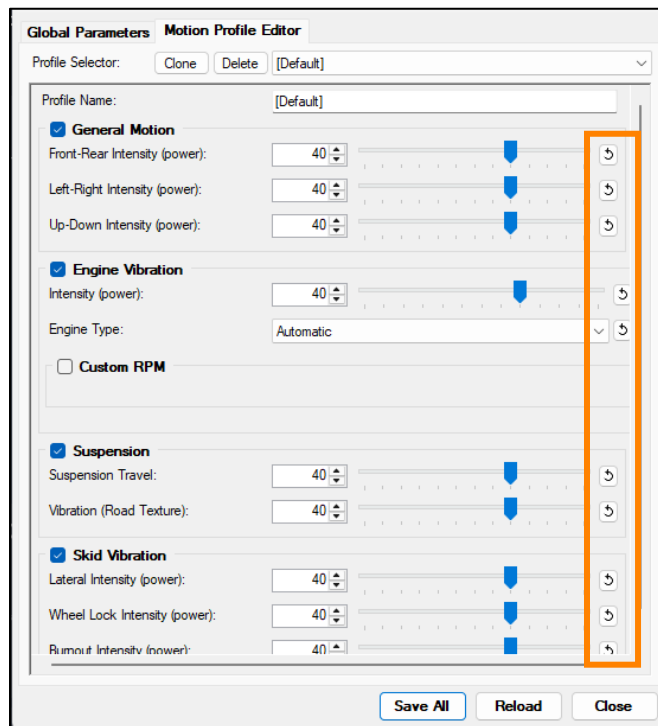 Global Parameters Motion Profile Editor
Profile Selector: Clone Delete [Default]
Profile Name: [Default]
General Motion
Front-Rear Intensity (power): 40
Left-Right Intensity (power): 40
Up-Down Intensity (power): 40
Engine Vibration
Intensity (power): 40
Engine Type: Automatic
Custom RPM
Suspension
Suspension Travel: 40
Vibration (Road Texture): 40
Skid Vibration
Lateral Intensity (power): 40
Wheel Lock Intensity (power): 40
Burnout Intensity (power): 40
Save All Reload Close